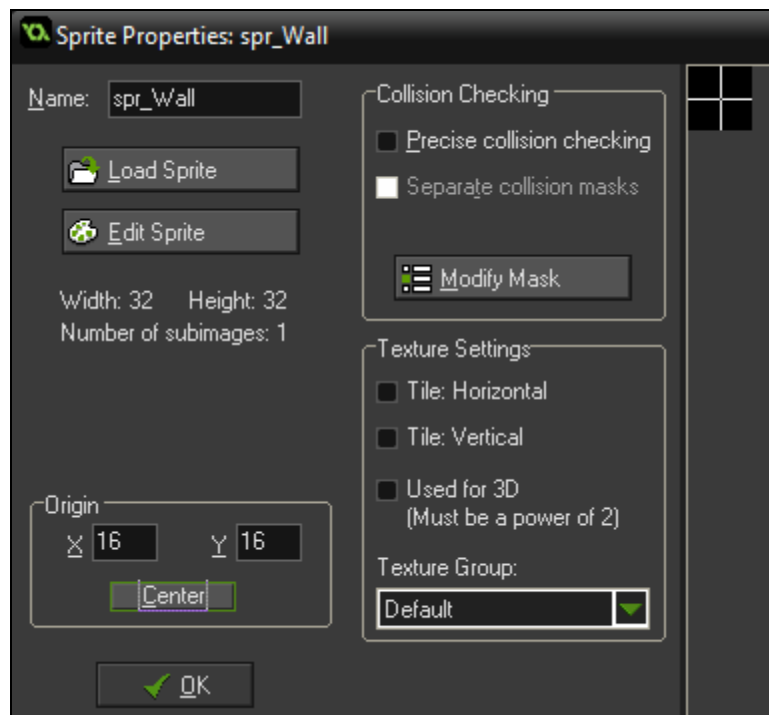 Sprite Properties: spr_Wall
Name: spr_Wall
Load Sprite
Edit Sprite
Width: 32 Height: 32
Number of subimages: 1
Origin
X 16 Y 16
Center
OK
Collision Checking
Precise collision checking
Separate collision masks
Modify Mask
Texture Settings
Tile: Horizontal
Tile: Vertical
Used for 3D
(Must be a power of 2)
Texture Group:
Default